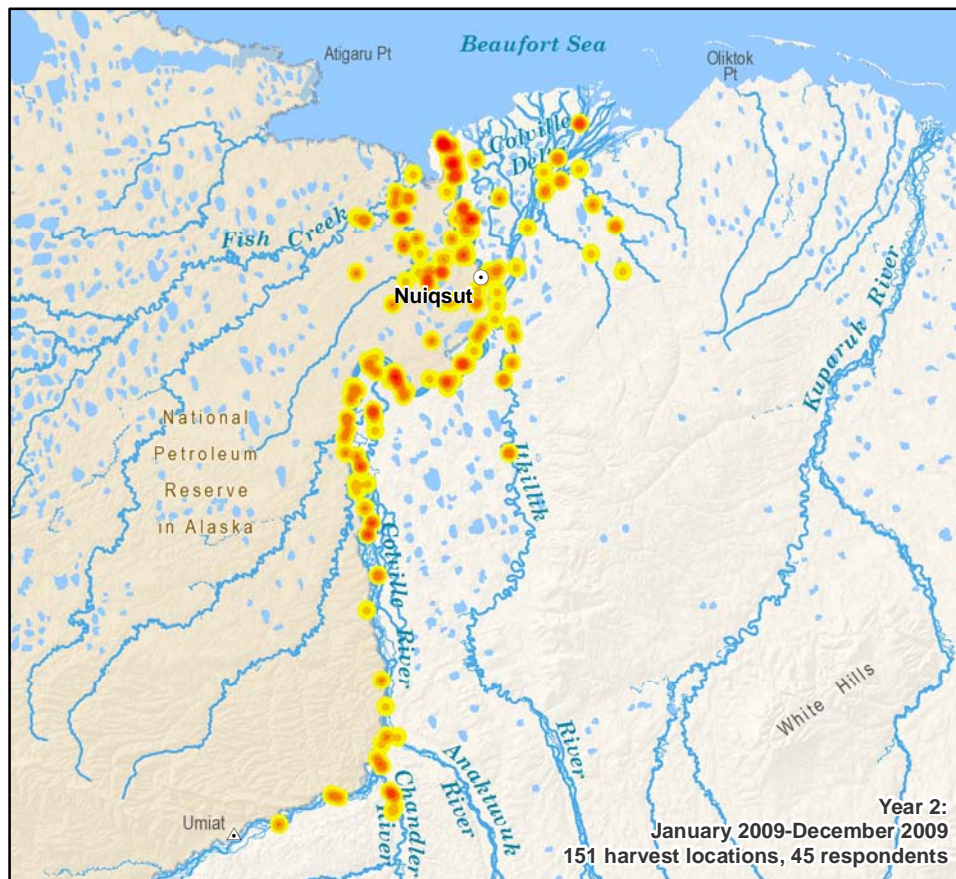 Beaufort Sea
Atigaru Pt
Oliktok
Pt
Colville
Delta
Fish Creek
Nuiqsut
Kuparuk River
National
Petroleum
Reserve
in Alaska
Itkillik
River
Colville
River
White Hills
Anaktuvuk
River
Chandler
River
Umiat
Year 2:
January 2009-December 2009
151 harvest locations, 45 respondents